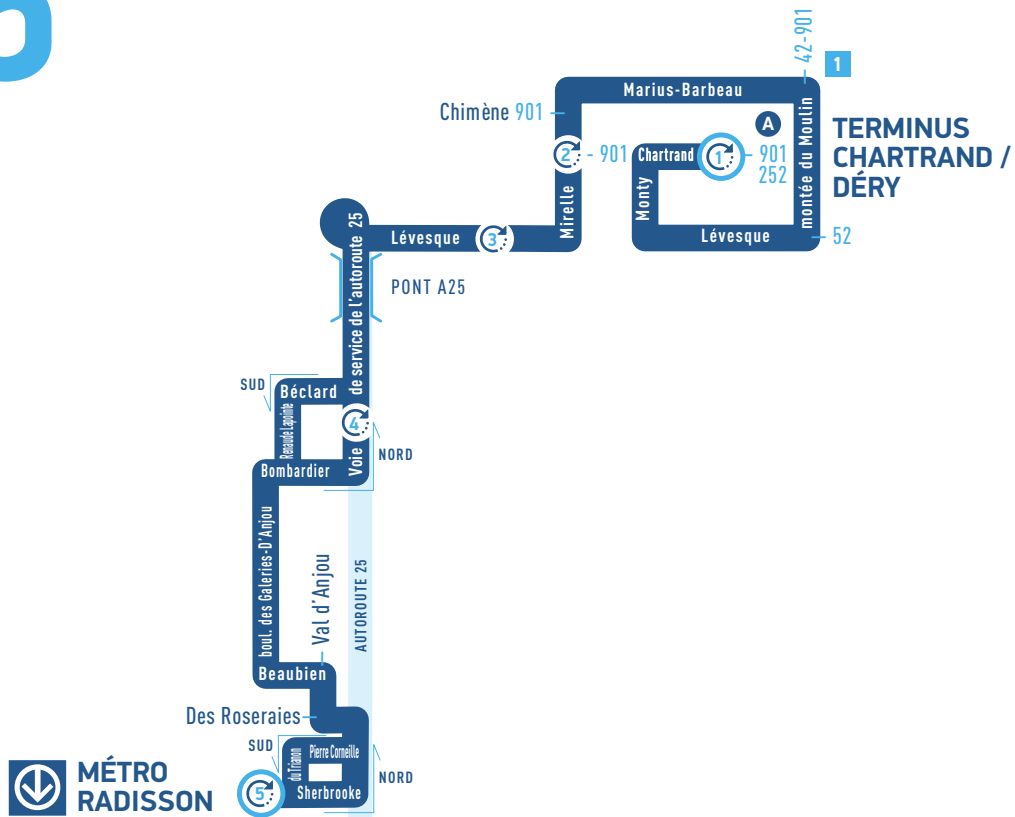 42-901
1
Marius-Barbeau
Chimène 901
A
TERMINUS
CHARTRAND /
DÉRY
montée du Moulin
2
901
Chartrand
1
901
252
Mirelle
Monty
Lévesque
3
Lévesque
52
Voie de service de l'autoroute 25
PONT A25
SUD
Béclard
Renaude Lapointe
4
NORD
Bombardier
boul. des Galeries-D'Anjou
Val d'Anjou
AUTOROUTE 25
Beaubien
Des Roseraies
SUD
du Trianon
Pierre Corneille
NORD
Sherbrooke
5
MÉTRO
RADISSON